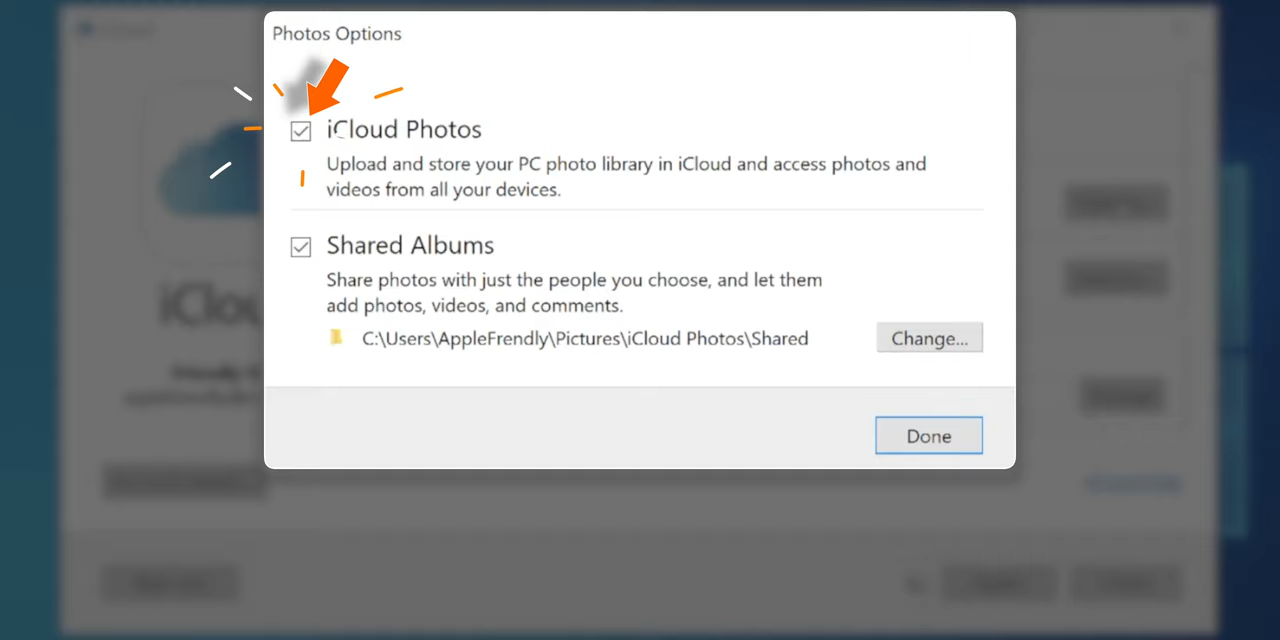 Photos Options
iCloud Photos
Upload and store your PC photo library in iCloud and access photos and
videos from all your devices.
Shared Albums
Share photos with just the people you choose, and let them
add photos, videos, and comments.
C:\Users\AppleFrendly\Pictures\iCloud Photos\Shared
Change...
Done